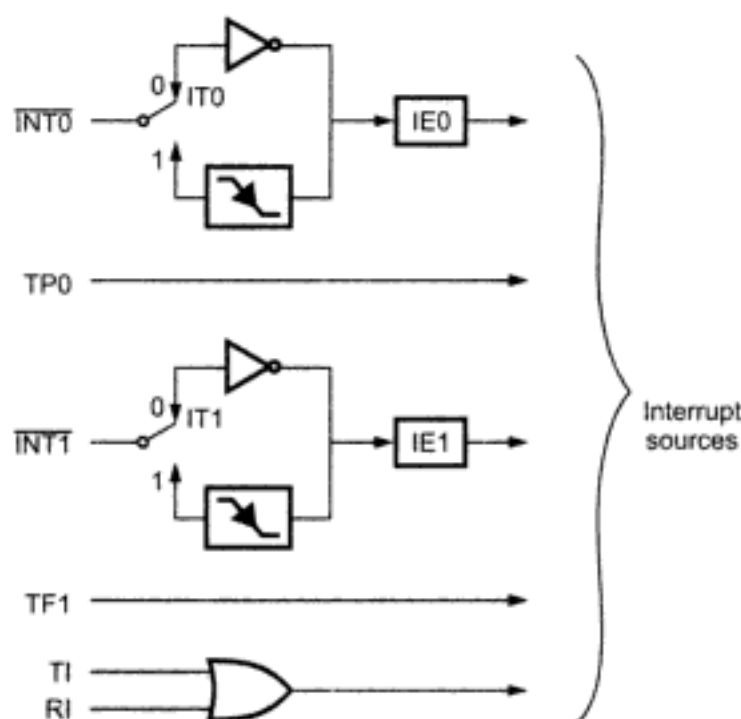 0
IT0
INT0
IE0
1
TP0
0
IT1
INT1
IE1
1
Interrupt
sources
TF1
TI
RI